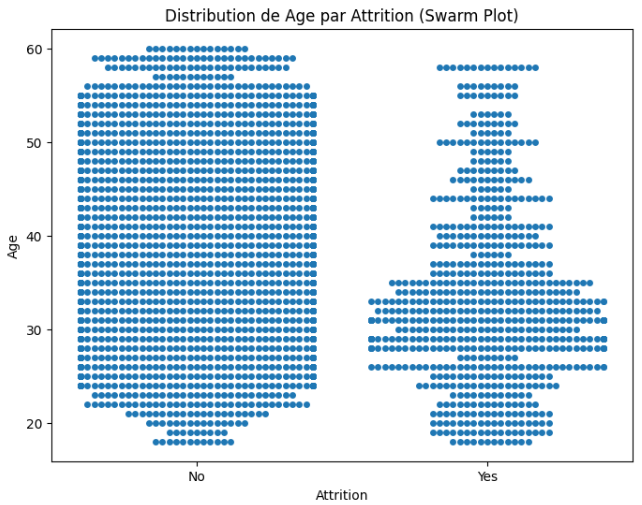 Distribution de Age par Attrition (Swarm Plot)
60
50
40
30
20
Age
No Yes
Attrition